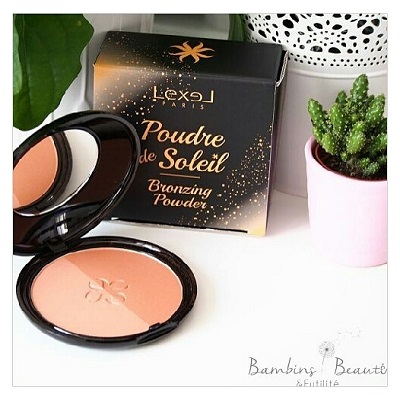 LexeL
PARIS
Poudre
de Soleil
Bronzing
Powder
Bambins Beauté
&Futilité